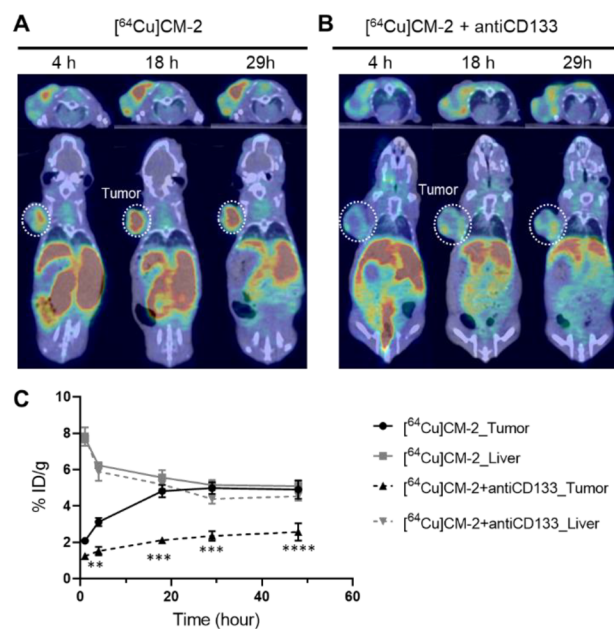 A
[⁶⁴Cu]CM-2
4 h
18 h
29h
Tumor
B
[⁶⁴Cu]CM-2 + antiCD133
4 h
18 h
29h
Tumor
C
10
8
6
4
2
0
% ID/g
** *** *** ****
0 20 40 60
Time (hour)
[⁶⁴Cu]CM-2_Tumor
[⁶⁴Cu]CM-2_Liver
[⁶⁴Cu]CM-2+antiCD133_Tumor
[⁶⁴Cu]CM-2+antiCD133_Liver